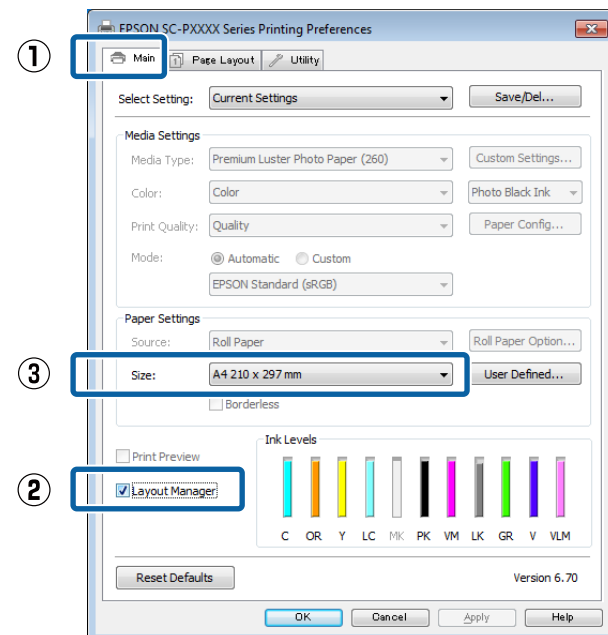 EPSON SC-PXXXX Series Printing Preferences
① Main Page Layout Utility
Select Setting: Current Settings Save/Del...
Media Settings
Media Type: Premium Luster Photo Paper (260) Custom Settings...
Color: Color Photo Black Ink
Print Quality: Quality Paper Config...
Mode: Automatic Custom
EPSON Standard (sRGB)
Paper Settings
Source: Roll Paper Roll Paper Option...
③ Size: A4 210 x 297 mm User Defined...
Borderless
Ink Levels
Print Preview
② Layout Manager
C OR Y LC MK PK VM LK GR V VLM
Reset Defaults Version 6.70
OK Cancel Apply Help